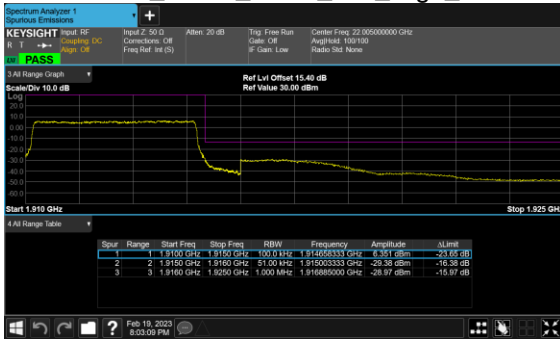 Spectrum Analyzer 1
Spurious Emissions
+
KEYSIGHT
R T
Input: RF
Coupling: DC
Align: Off
Input Z: 50 Ω
Corrections: Off
Freq Ref: Int (S)
Atten: 20 dB
Trig: Free Run
Gate: Off
IF Gain: Low
Center Freq: 22.005000000 GHz
Avg|Hold: 100/100
Radio Std: None
PASS
3 All Range Graph
Scale/Div 10.0 dB
Ref Lvl Offset 15.40 dB
Ref Value 30.00 dBm
Log
20.0
10.0
0.00
-10.0
-20.0
-30.0
-40.0
-50.0
-60.0
Start 1.910 GHz
Stop 1.925 GHz
4 All Range Table
Spur Range Start Freq Stop Freq RBW Frequency Amplitude ΔLimit
1 1 1.9100 GHz 1.9150 GHz 100.0 kHz 1.914658333 GHz 6.351 dBm -23.65 dB
2 2 1.9150 GHz 1.9160 GHz 51.00 kHz 1.915003333 GHz -29.38 dBm -16.38 dB
3 3 1.9160 GHz 1.9250 GHz 1.000 MHz 1.916885000 GHz -28.97 dBm -15.97 dB
?
Feb 19, 2023
8:03:09 PM